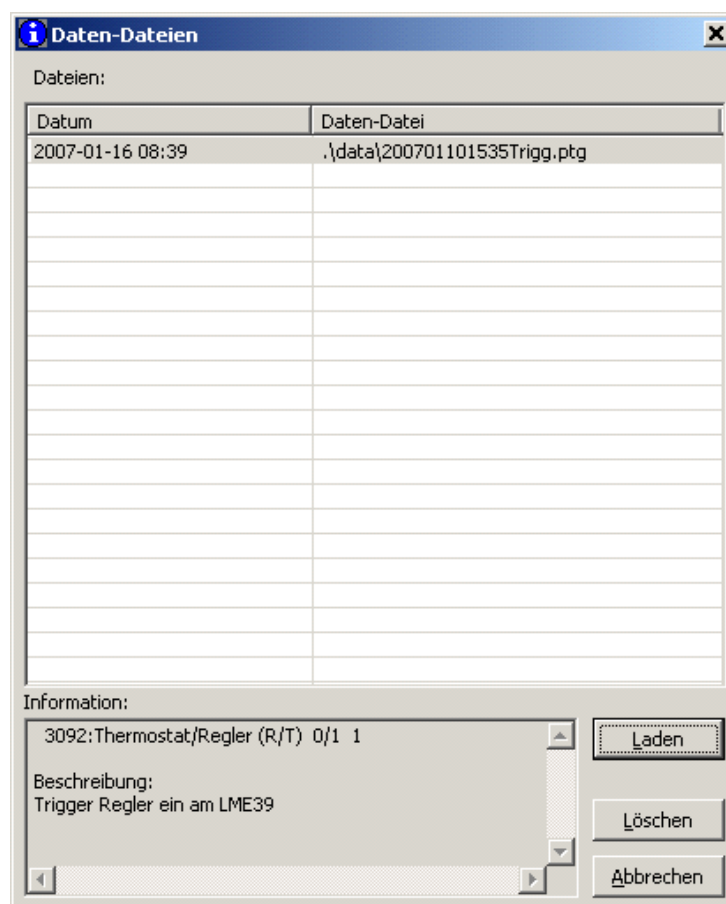 Daten-Dateien
Dateien:
Datum Daten-Datei
2007-01-16 08:39 .\data\200701101535Trigg.ptg
Information:
3092:Thermostat/Regler (R/T) 0/1 1
Beschreibung:
Trigger Regler ein am LME39
Laden
Löschen
Abbrechen